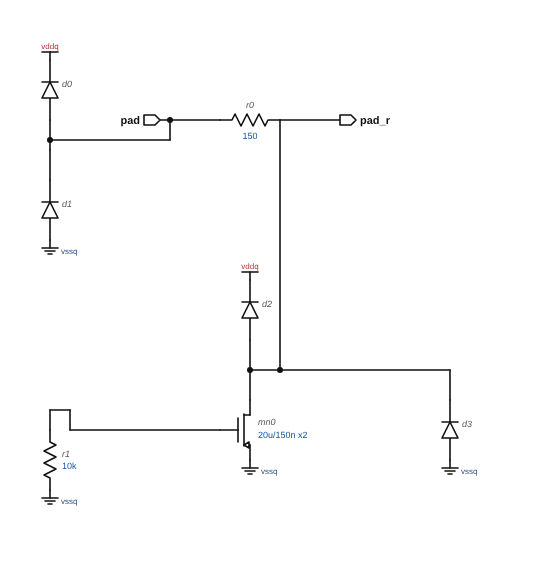 vddq
d0
pad
r0
150
pad_r
d1
vssq
vddq
d2
mn0
20u/150n x2
d3
r1
10k
vssq
vssq
vssq